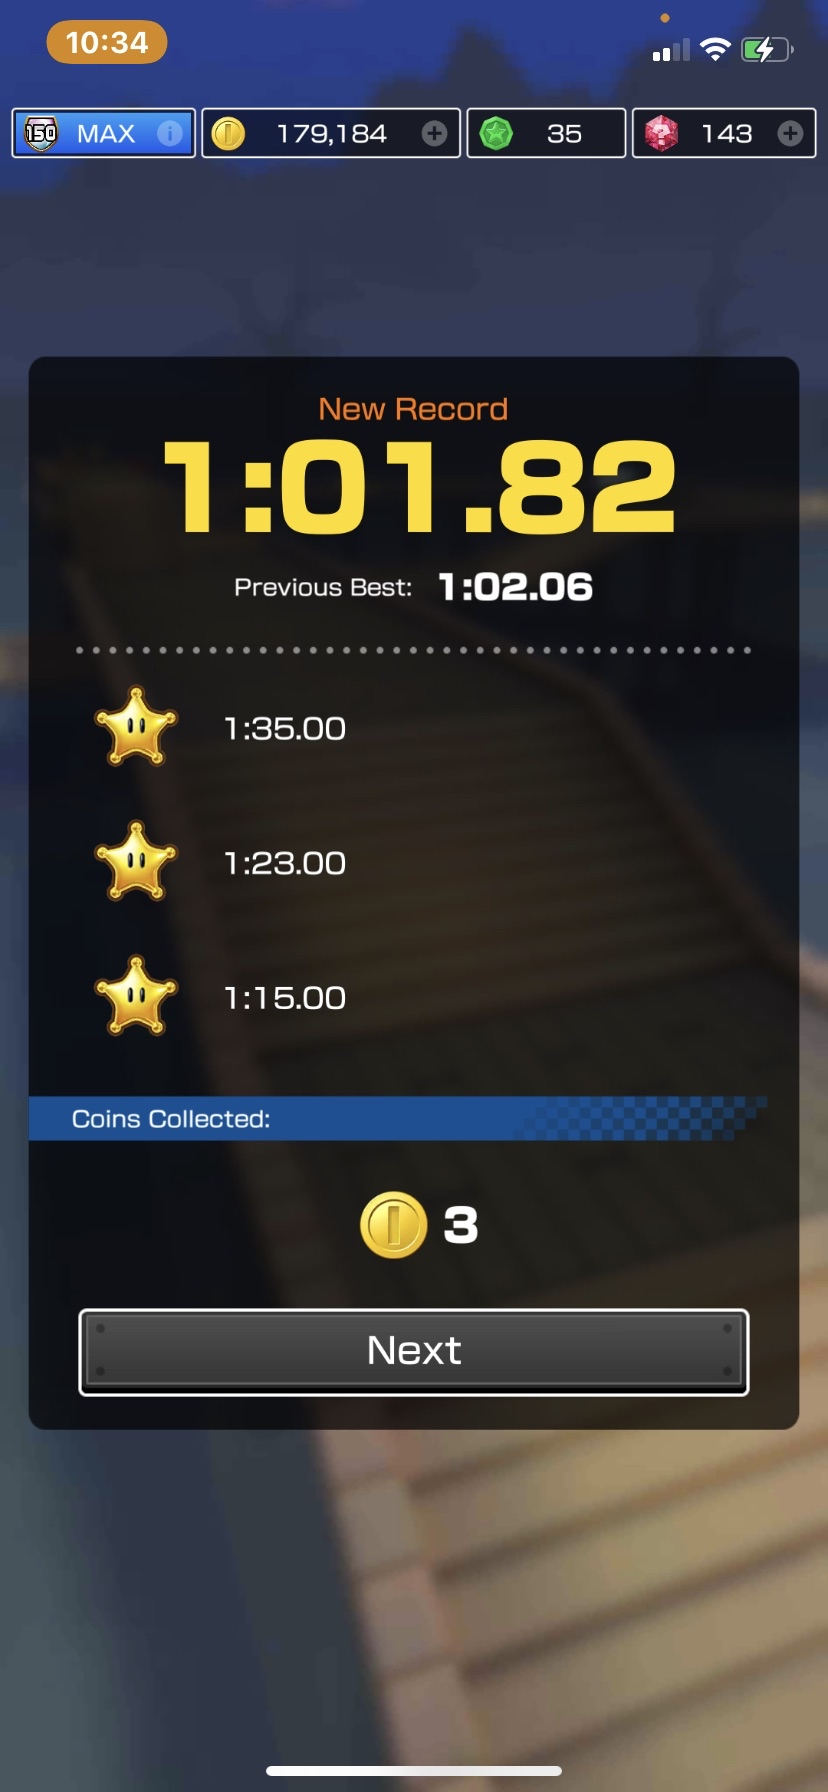 10:34
150 MAX i 179,184 35 143
New Record
1:01.82
Previous Best: 1:02.06
1:35.00
1:23.00
1:15.00
Coins Collected:
3
Next